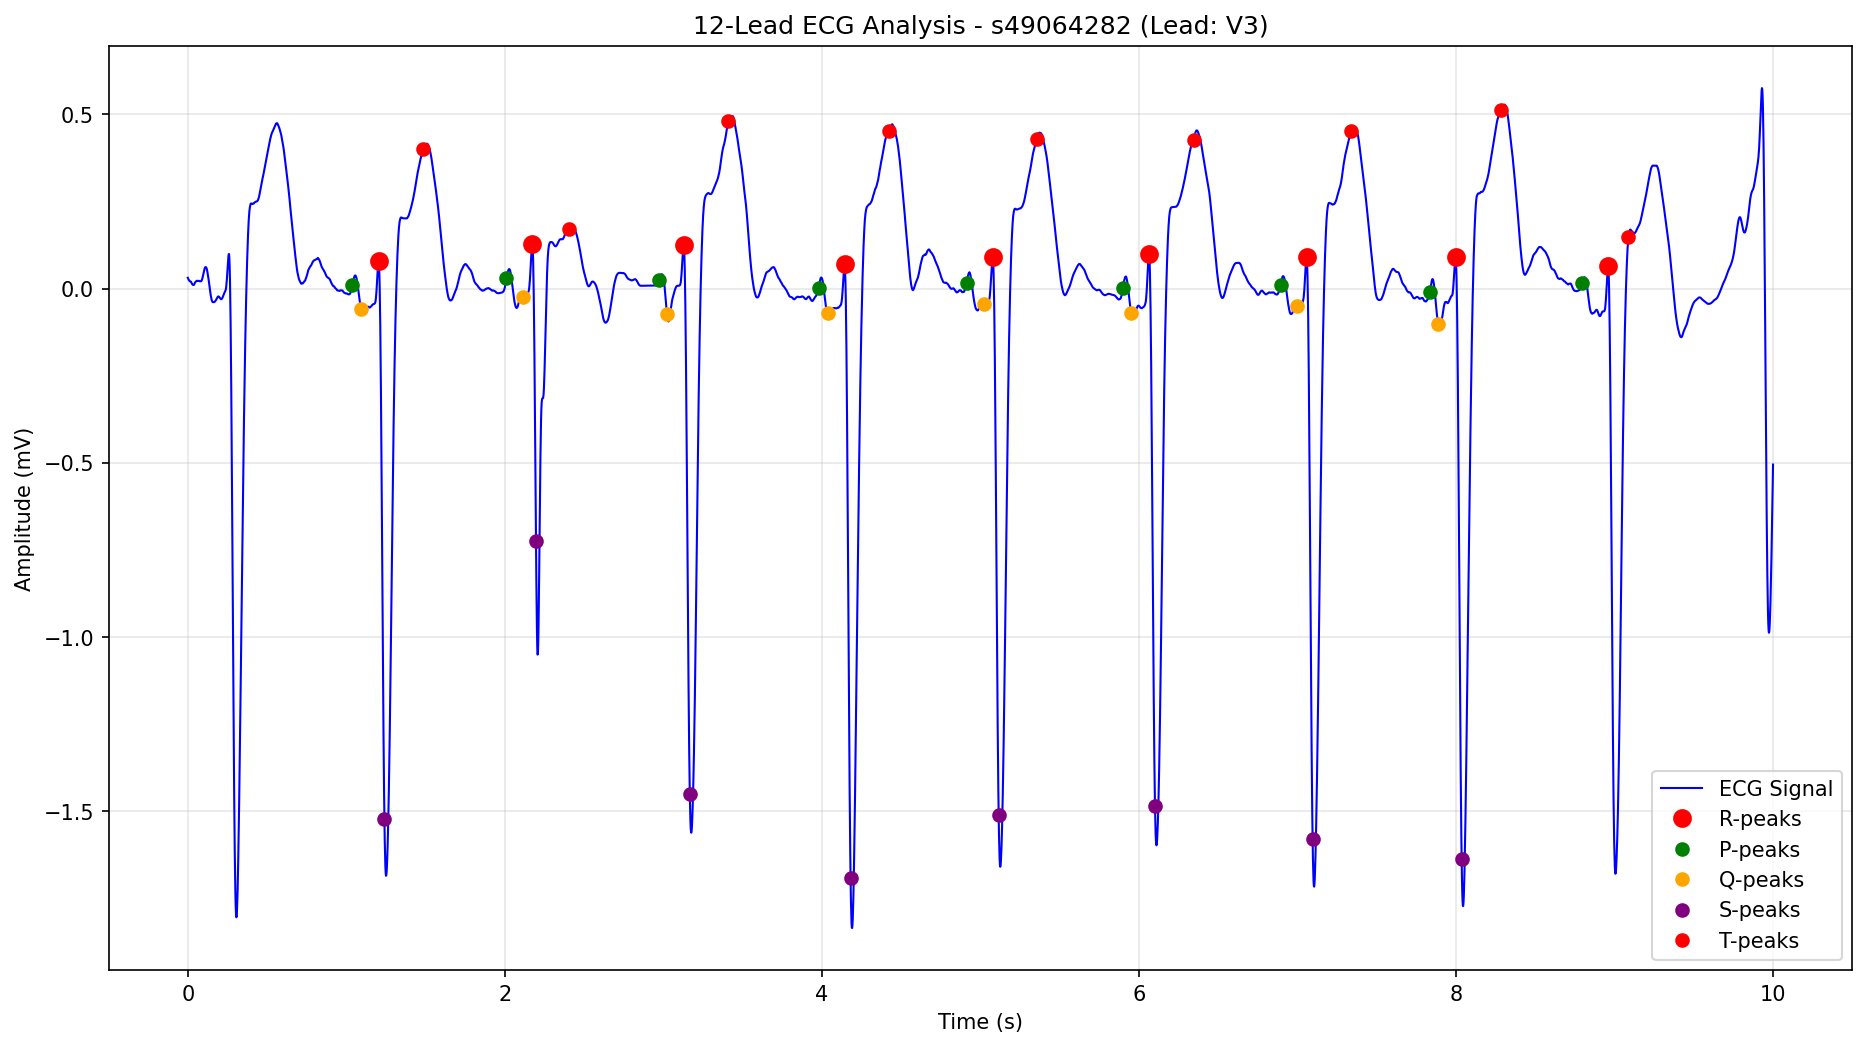 12-Lead ECG Analysis - s49064282 (Lead: V3)
Amplitude (mV)
0.5
0.0
−0.5
−1.0
−1.5
0
2
4
6
8
10
Time (s)
ECG Signal
R-peaks
P-peaks
Q-peaks
S-peaks
T-peaks